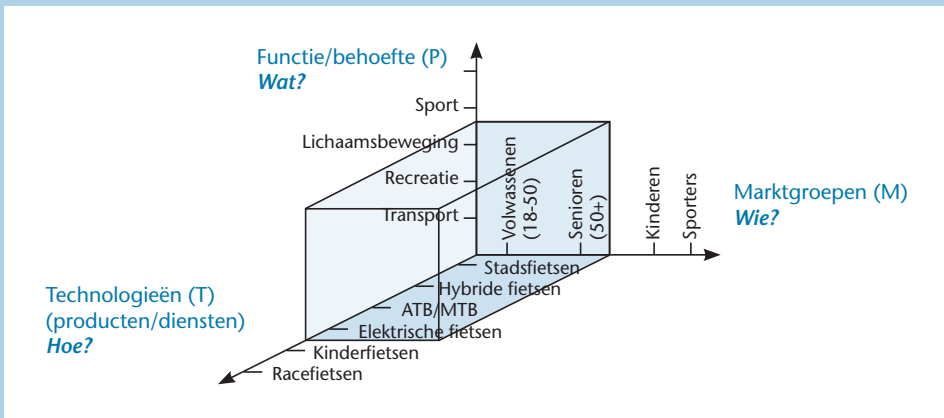 Functie/behoefte (P)
Wat?
Sport
Lichaamsbeweging
Recreatie
Transport
Volwassenen
(18-50)
Senioren
(50+)
Kinderen
Sporters
Marktgroepen (M)
Wie?
Stadsfietsen
Hybride fietsen
ATB/MTB
Elektrische fietsen
Kinderfietsen
Racefietsen
Technologieën (T)
(producten/diensten)
Hoe?